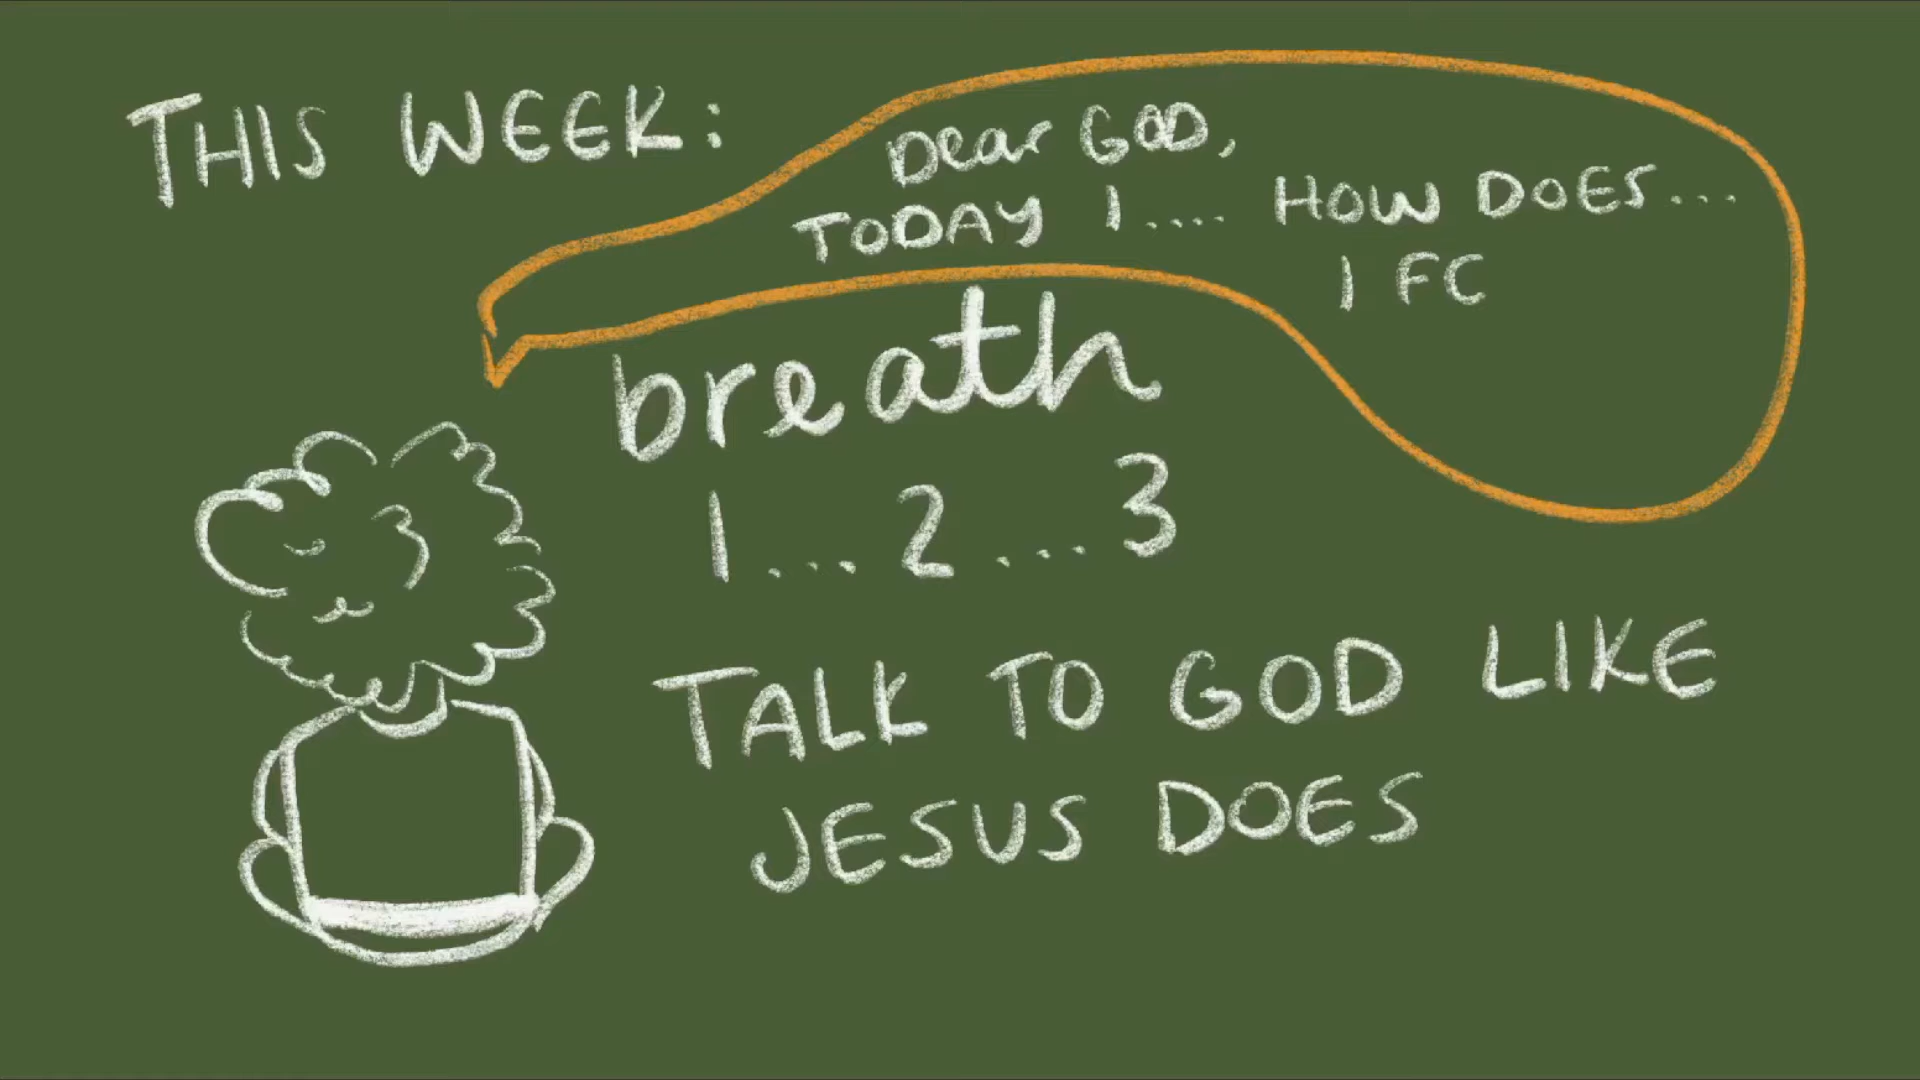 THIS WEEK:
Dear GOD,
TODAY I.... HOW DOES...
I FC
breath
1...2....3
TALK TO GOD LIKE
JESUS DOES